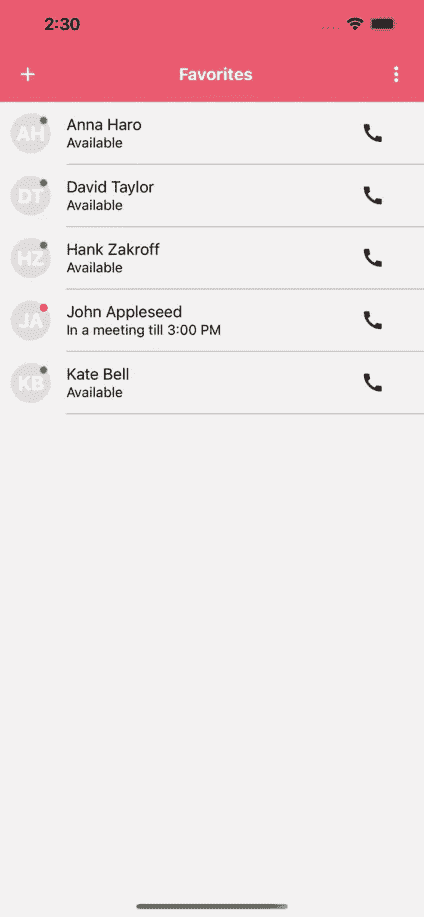 2:30
Favorites
AH
Anna Haro
Available
DT
David Taylor
Available
HZ
Hank Zakroff
Available
JA
John Appleseed
In a meeting till 3:00 PM
KB
Kate Bell
Available